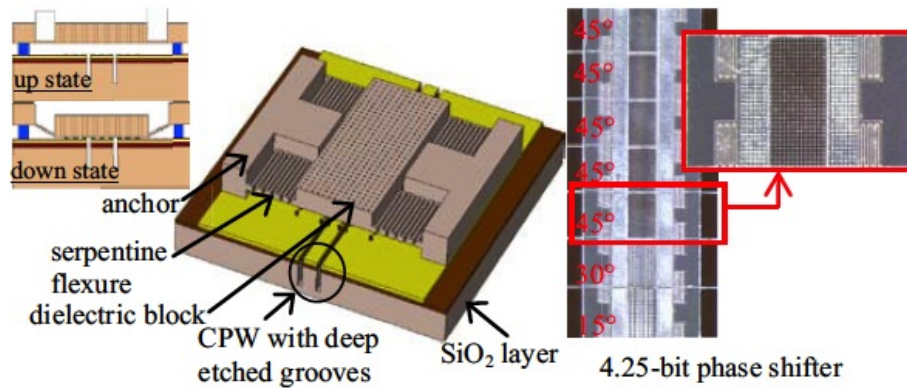 up state
down state
anchor
serpentine
flexure
dielectric block
CPW with deep
etched grooves
SiO₂ layer
45°
45°
45°
45°
45°
30°
15°
4.25-bit phase shifter